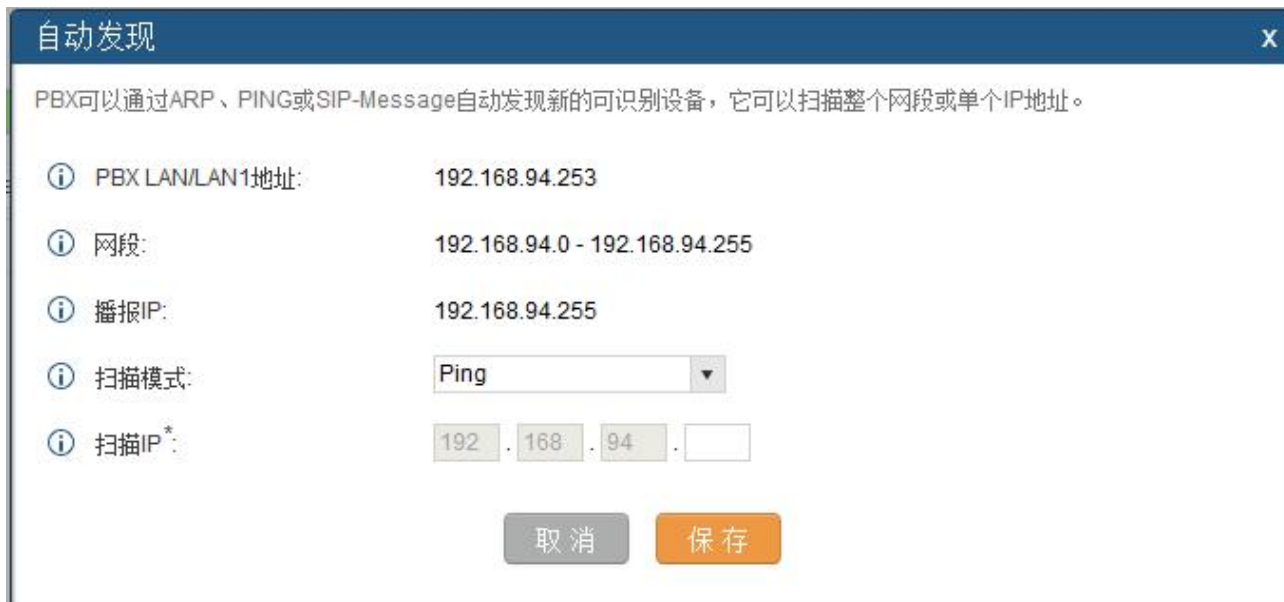 自动发现 x
PBX可以通过ARP、PING或SIP-Message自动发现新的可识别设备，它可以扫描整个网段或单个IP地址。
PBX LAN/LAN1地址: 192.168.94.253
网段: 192.168.94.0 - 192.168.94.255
播报IP: 192.168.94.255
扫描模式: Ping
扫描IP*: 192 . 168 . 94 .
取消 保存